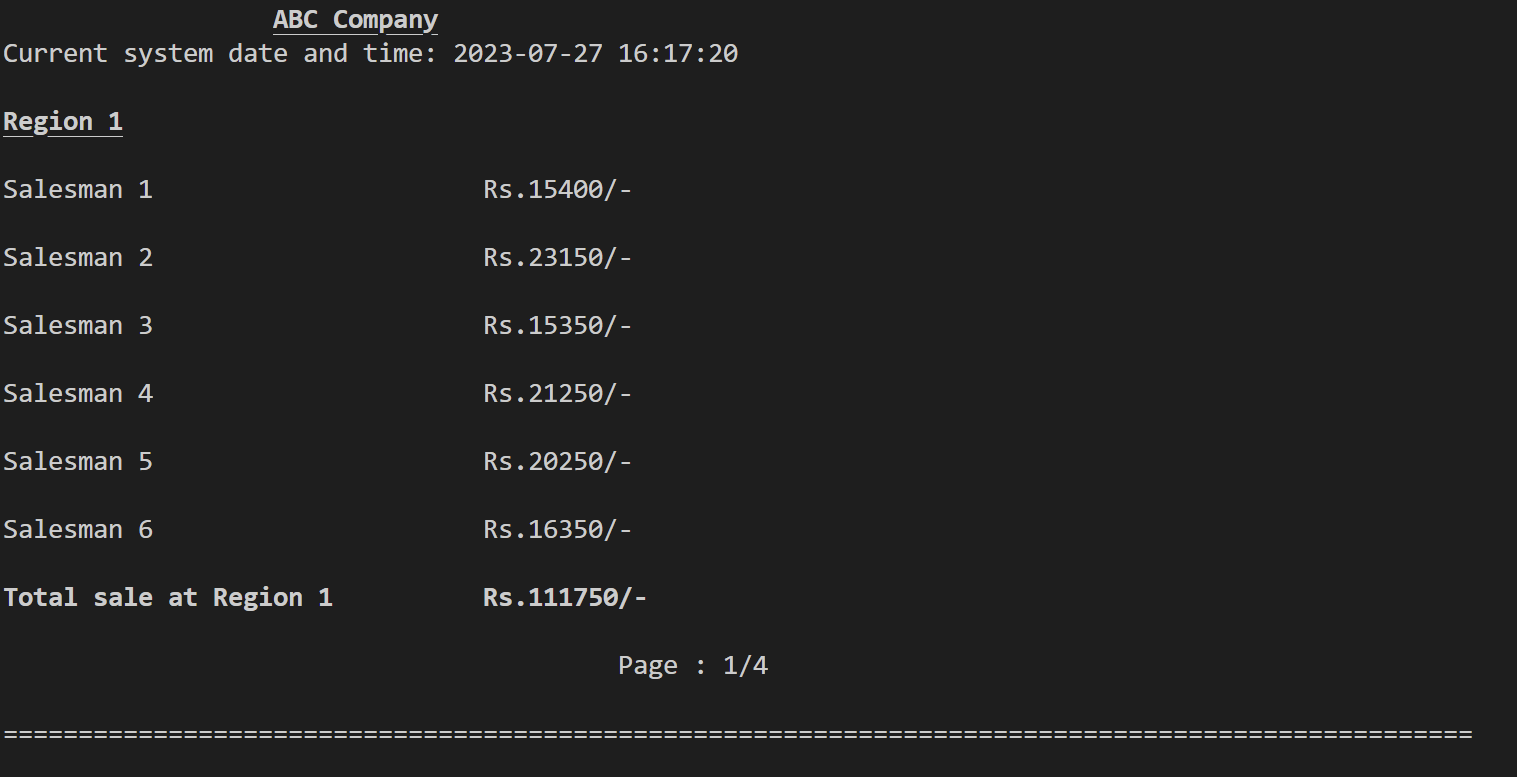 ABC Company
Current system date and time: 2023-07-27 16:17:20
Region 1
Salesman 1 Rs.15400/-
Salesman 2 Rs.23150/-
Salesman 3 Rs.15350/-
Salesman 4 Rs.21250/-
Salesman 5 Rs.20250/-
Salesman 6 Rs.16350/-
Total sale at Region 1 Rs.111750/-
Page : 1/4
==================================================================================================